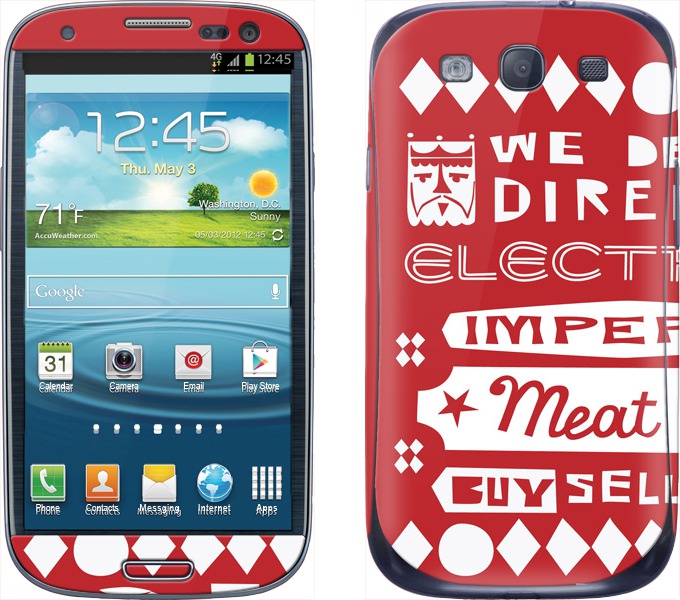 4G 12:45
12:45
Thu. May 3
71°F
Washington, D.C.
Sunny
AccuWeather.com
05/03/2012 12:45
Google
31
Calendar Camera Email Play Store
Phone Contacts Messaging Internet Apps
WE DE
DIRE
ELECT
IMPER
Meat
BUY SELL